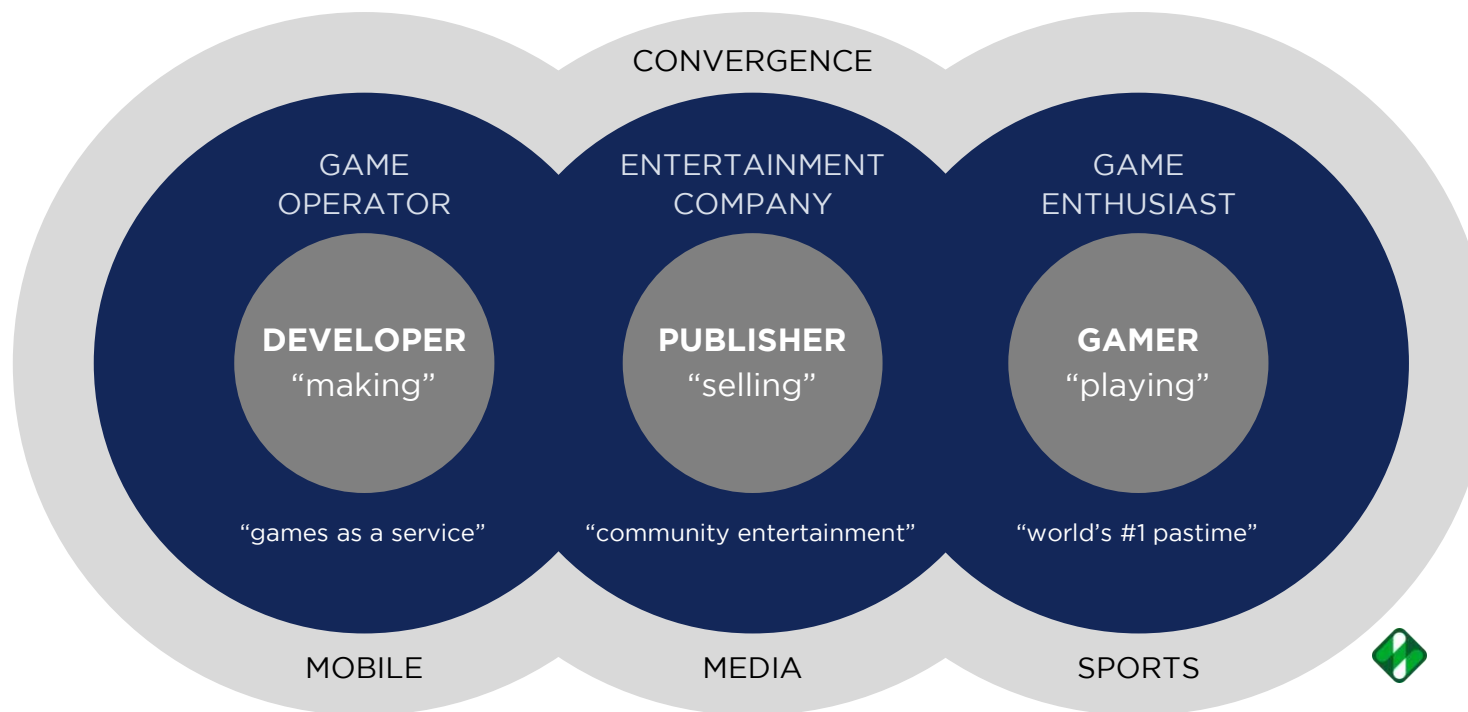 CONVERGENCE
GAME
OPERATOR
DEVELOPER
“making”
“games as a service”
MOBILE
ENTERTAINMENT
COMPANY
PUBLISHER
“selling”
“community entertainment”
MEDIA
GAME
ENTHUSIAST
GAMER
“playing”
“world’s #1 pastime”
SPORTS